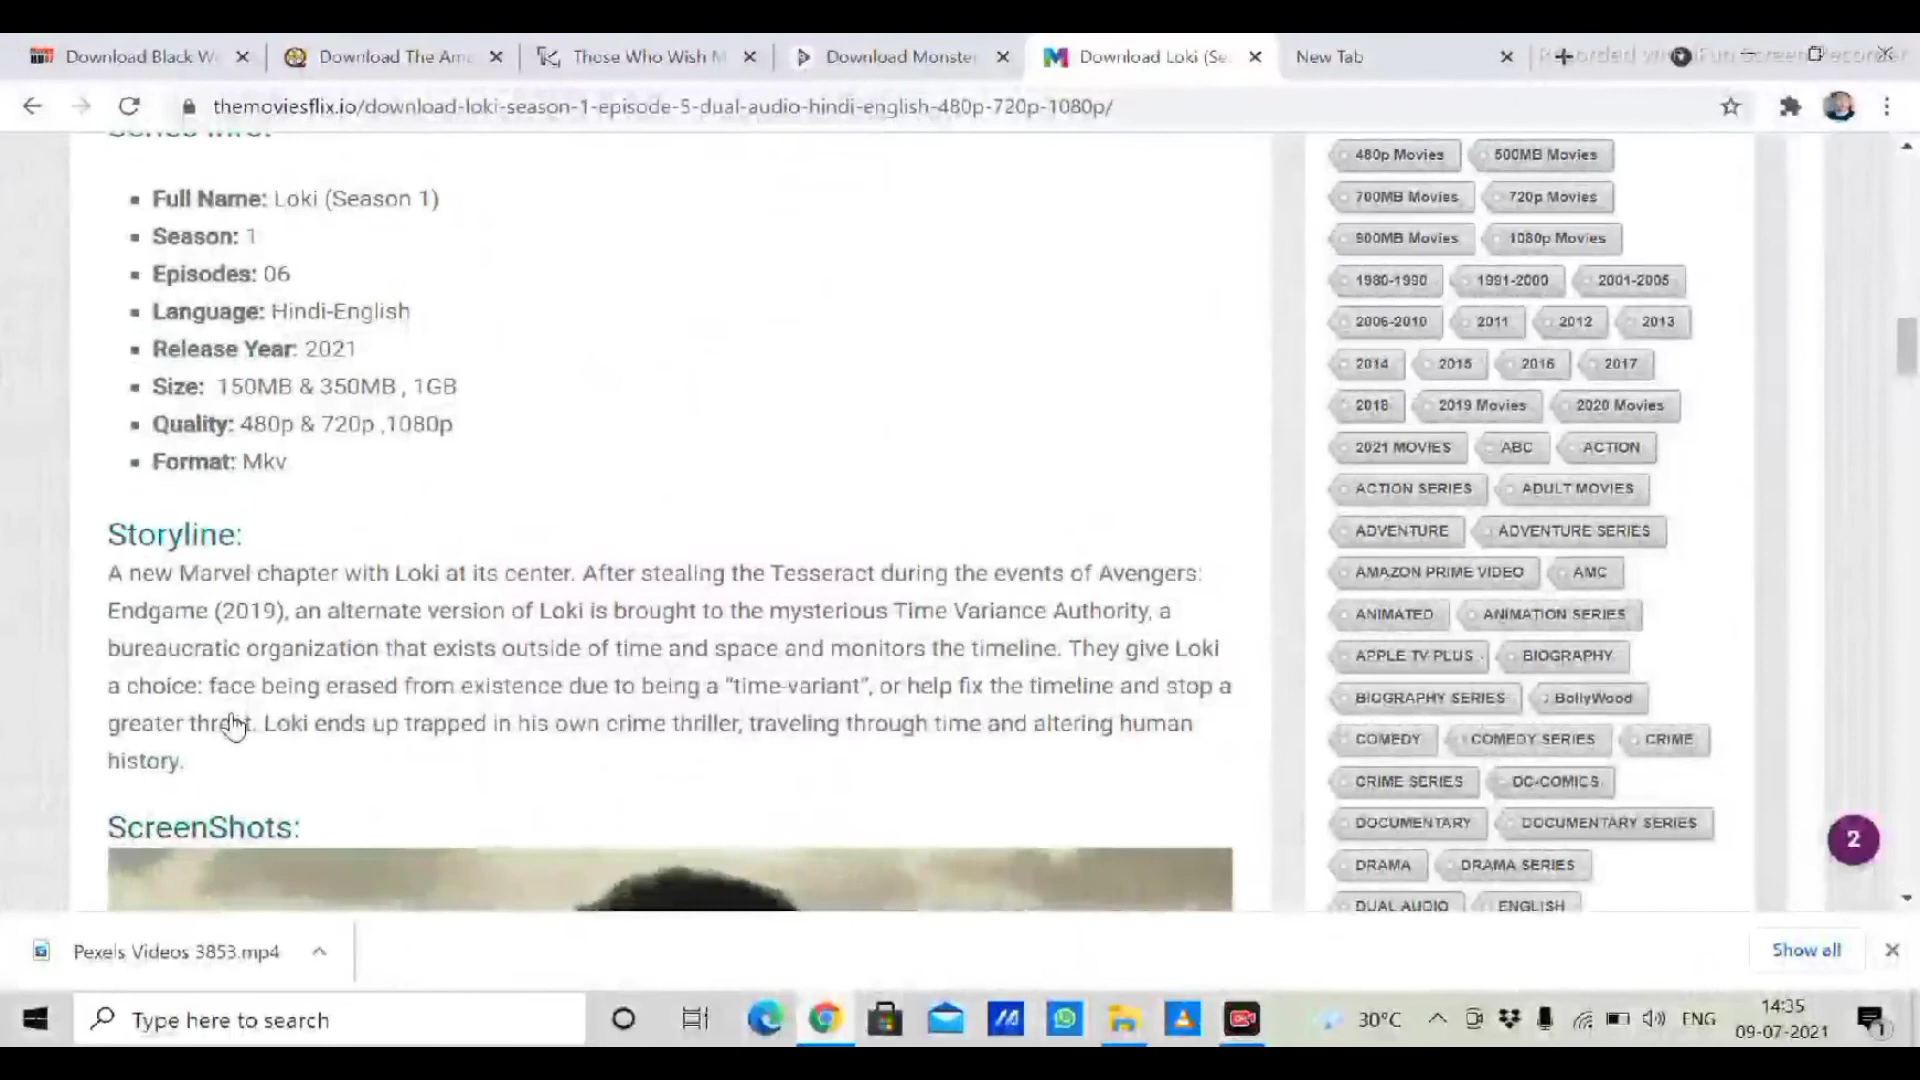 Download Black W
Download The Ama
Those Who Wish M
Download Monster
Download Loki (Se
New Tab
themoviesflix.io/download-loki-season-1-episode-5-dual-audio-hindi-english-480p-720p-1080p/
Series Info:
Full Name: Loki (Season 1)
Season: 1
Episodes: 06
Language: Hindi-English
Release Year: 2021
Size: 150MB & 350MB , 1GB
Quality: 480p & 720p ,1080p
Format: Mkv
Storyline:
A new Marvel chapter with Loki at its center. After stealing the Tesseract during the events of Avengers:
Endgame (2019), an alternate version of Loki is brought to the mysterious Time Variance Authority, a
bureaucratic organization that exists outside of time and space and monitors the timeline. They give Loki
a choice: face being erased from existence due to being a "time-variant", or help fix the timeline and stop a
greater threat. Loki ends up trapped in his own crime thriller, traveling through time and altering human
history.
ScreenShots:
480p Movies 500MB Movies
700MB Movies 720p Movies
900MB Movies 1080p Movies
1980-1990 1991-2000 2001-2005
2006-2010 2011 2012 2013
2014 2015 2016 2017
2018 2019 Movies 2020 Movies
2021 MOVIES ABC ACTION
ACTION SERIES ADULT MOVIES
ADVENTURE ADVENTURE SERIES
AMAZON PRIME VIDEO AMC
ANIMATED ANIMATION SERIES
APPLE TV PLUS BIOGRAPHY
BIOGRAPHY SERIES BollyWood
COMEDY COMEDY SERIES CRIME
CRIME SERIES DC-COMICS
DOCUMENTARY DOCUMENTARY SERIES
DRAMA DRAMA SERIES
DUAL AUDIO ENGLISH
2
Pexels Videos 3853.mp4
Show all
Type here to search
30°C
ENG
14:35
09-07-2021
1